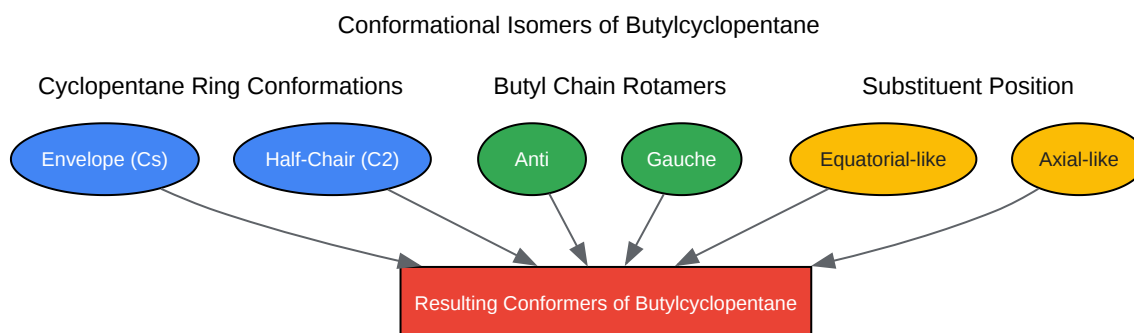 Conformational Isomers of Butylcyclopentane
Cyclopentane Ring Conformations
Butyl Chain Rotamers
Substituent Position
Envelope (Cs)
Half-Chair (C2)
Anti
Gauche
Equatorial-like
Axial-like
Resulting Conformers of Butylcyclopentane